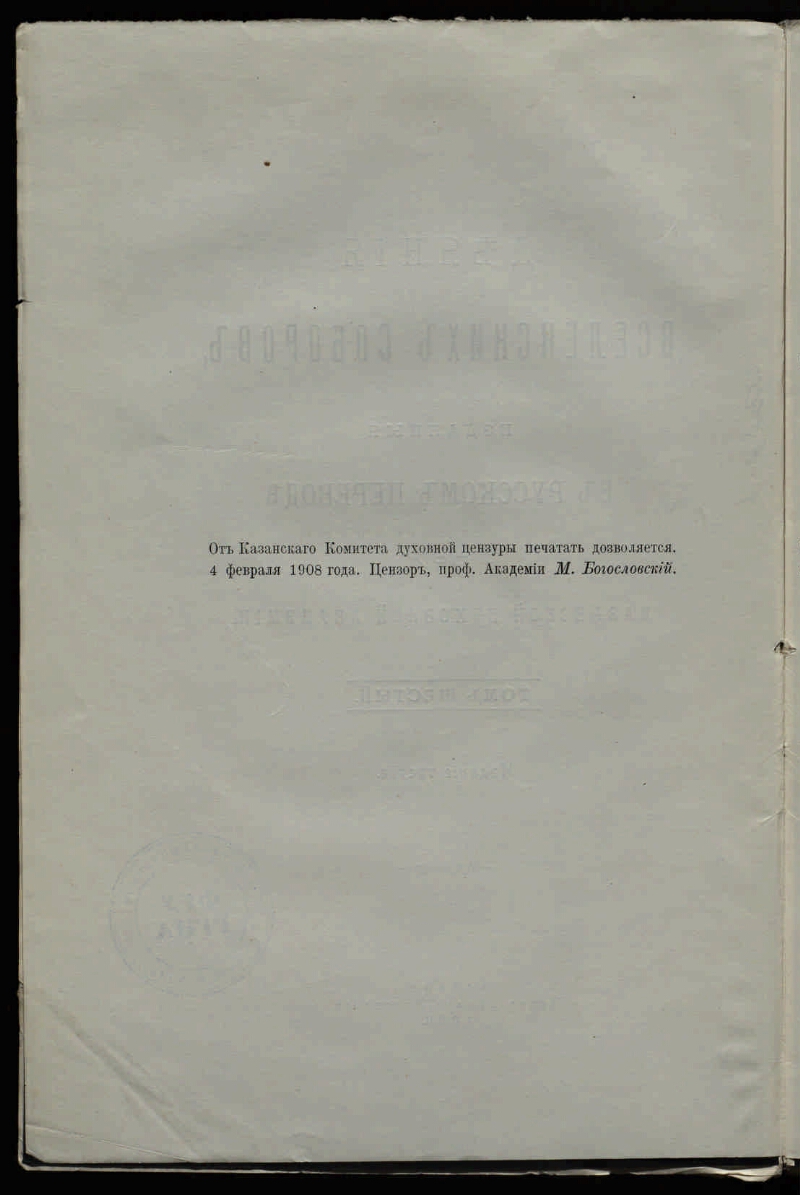 Отъ Казанскаго Комитета духовной цензуры печатать дозволяется.
4 февраля 1908 года. Цензоръ, проф. Академіи М. Богословскій.